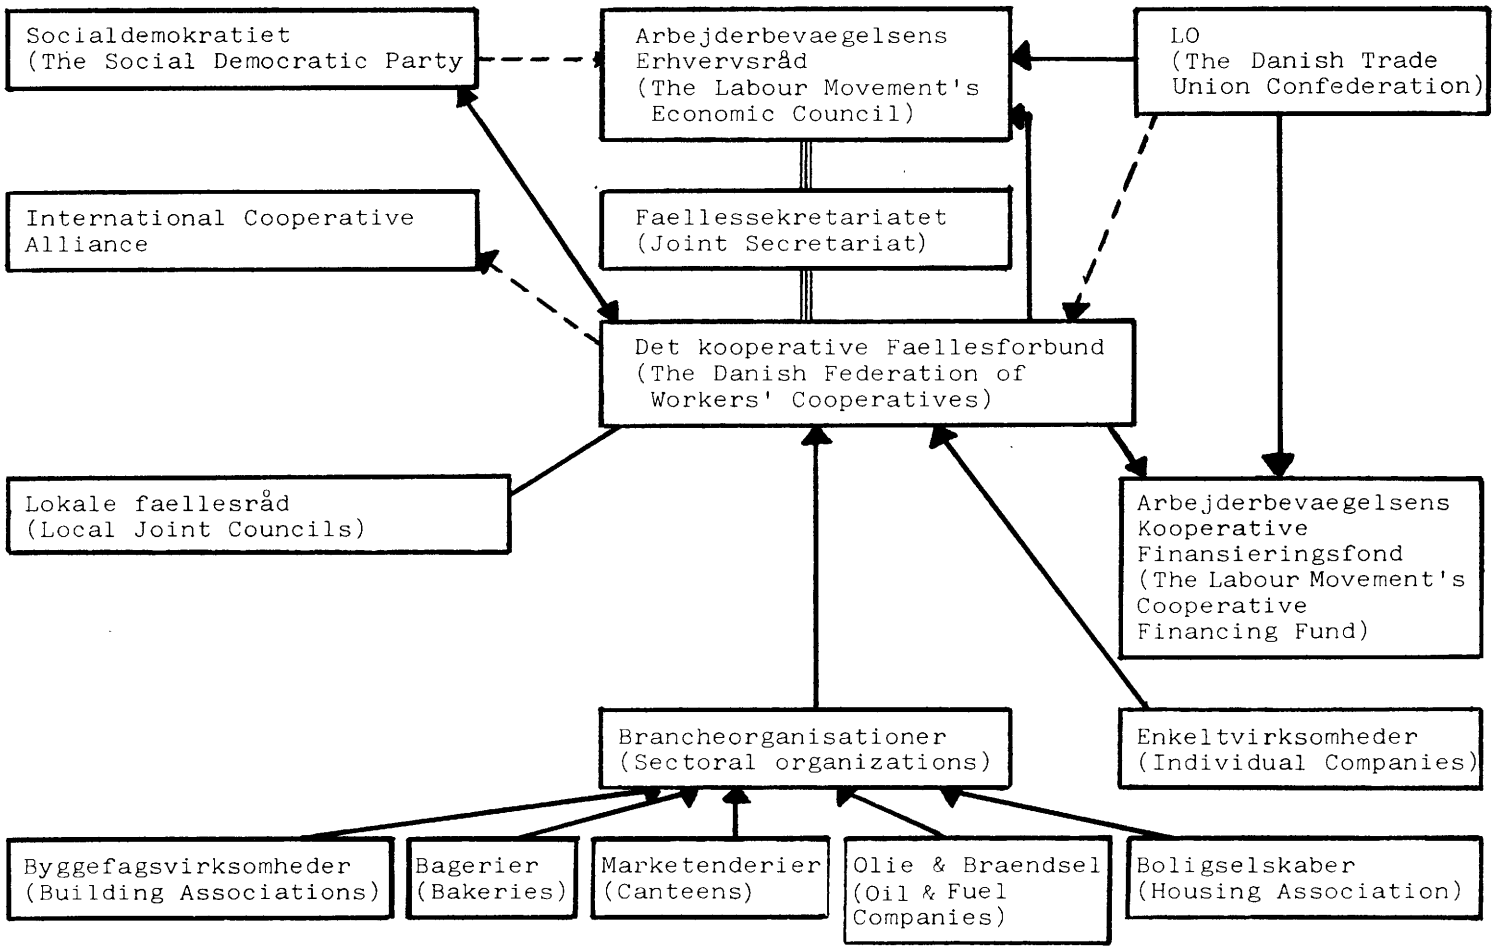 Socialdemokratiet
(The Social Democratic Party
Arbejderbevaegelsens
Erhvervsråd
(The Labour Movement's
Economic Council)
LO
(The Danish Trade
Union Confederation)
International Cooperative
Alliance
Faellessekretariatet
(Joint Secretariat)
Det kooperative Faellesforbund
(The Danish Federation of
Workers' Cooperatives)
Lokale faellesråd
(Local Joint Councils)
Arbejderbevaegelsens
Kooperative
Finansieringsfond
(The Labour Movement's
Cooperative
Financing Fund)
Brancheorganisationer
(Sectoral organizations)
Enkeltvirksomheder
(Individual Companies)
Byggefagsvirksomheder
(Building Associations)
Bagerier
(Bakeries)
Marketenderier
(Canteens)
Olie & Braendsel
(Oil & Fuel
Companies)
Boligselskaber
(Housing Association)